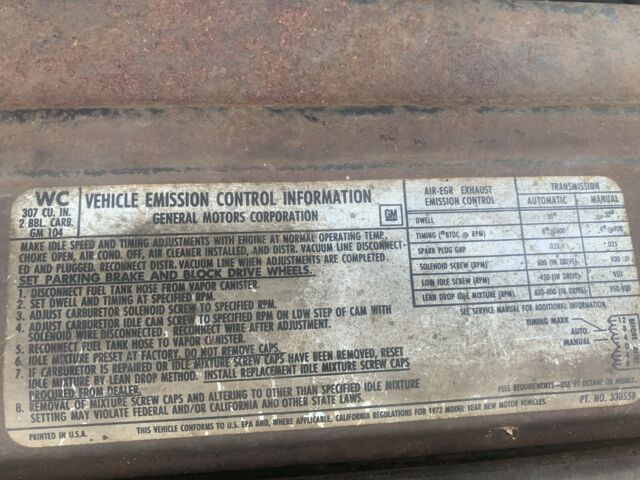 WC
307 CU. IN.
2 BBL. CARB.
GM 104
VEHICLE EMISSION CONTROL INFORMATION
GENERAL MOTORS CORPORATION
GM
MAKE IDLE SPEED AND TIMING ADJUSTMENTS WITH ENGINE AT NORMAL OPERATING TEMP.
CHOKE OPEN, AIR COND. OFF, AIR CLEANER INSTALLED, AND DISTR. VACUUM LINE DISCONNECT-
ED AND PLUGGED. RECONNECT DISTR. VACUUM LINE WHEN ADJUSTMENTS ARE COMPLETED.
SET PARKING BRAKE AND BLOCK DRIVE WHEELS.
1. DISCONNECT FUEL TANK HOSE FROM VAPOR CANISTER.
2. SET DWELL AND TIMING AT SPECIFIED RPM.
3. ADJUST CARBURETOR SOLENOID SCREW TO SPECIFIED RPM.
4. ADJUST CARBURETOR IDLE CAM SCREW TO SPECIFIED RPM ON LOW STEP OF CAM WITH
SOLENOID WIRE DISCONNECTED. RECONNECT WIRE AFTER ADJUSTMENT.
5. RECONNECT FUEL TANK HOSE TO VAPOR CANISTER.
6. IDLE MIXTURE PRESET AT FACTORY. DO NOT REMOVE CAPS.
7. IF CARBURETOR IS REPAIRED OR IDLE MIXTURE SCREW CAPS HAVE BEEN REMOVED, RESET
IDLE MIXTURE BY LEAN DROP METHOD. INSTALL REPLACEMENT IDLE MIXTURE SCREW CAPS
PROCURED FROM DEALER.
8. REMOVAL OF MIXTURE SCREW CAPS AND ALTERING TO OTHER THAN SPECIFIED IDLE MIXTURE
SETTING MAY VIOLATE FEDERAL AND/OR CALIFORNIA AND OTHER STATE LAWS.
PRINTED IN U.S.A.
THIS VEHICLE CONFORMS TO U.S. EPA AND, WHERE APPLICABLE, CALIFORNIA REGULATIONS FOR 1973 MODEL YEAR NEW MOTOR VEHICLES.
AIR-EGR EXHAUST
EMISSION CONTROL
TRANSMISSION
AUTOMATIC MANUAL
DWELL 30° 30°
TIMING (°BTDC @ RPM)
SPARK PLUG GAP .035 .035
SOLENOID SCREW (RPM) 600 (IN DRIVE) 900
LOW IDLE SCREW (RPM) 450 (IN DRIVE) 450
LEAN DROP IDLE MIXTURE (RPM) 630-600 (IN DRIVE) 950-900
SEE SERVICE MANUAL FOR ADDITIONAL INFORMATION.
TIMING MARK
AUTO.
MANUAL
FUEL REQUIREMENTS—USE 91 OCTANE OR HIGHER.
PT. NO. 330558